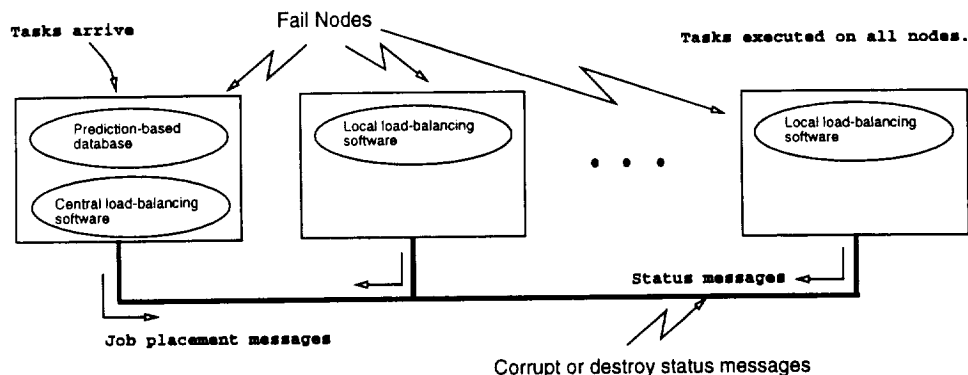 Fail Nodes
Tasks arrive
Tasks executed on all nodes.
Prediction-based
database
Central load-balancing
software
Local load-balancing
software
Local load-balancing
software
Status messages
Job placement messages
Corrupt or destroy status messages